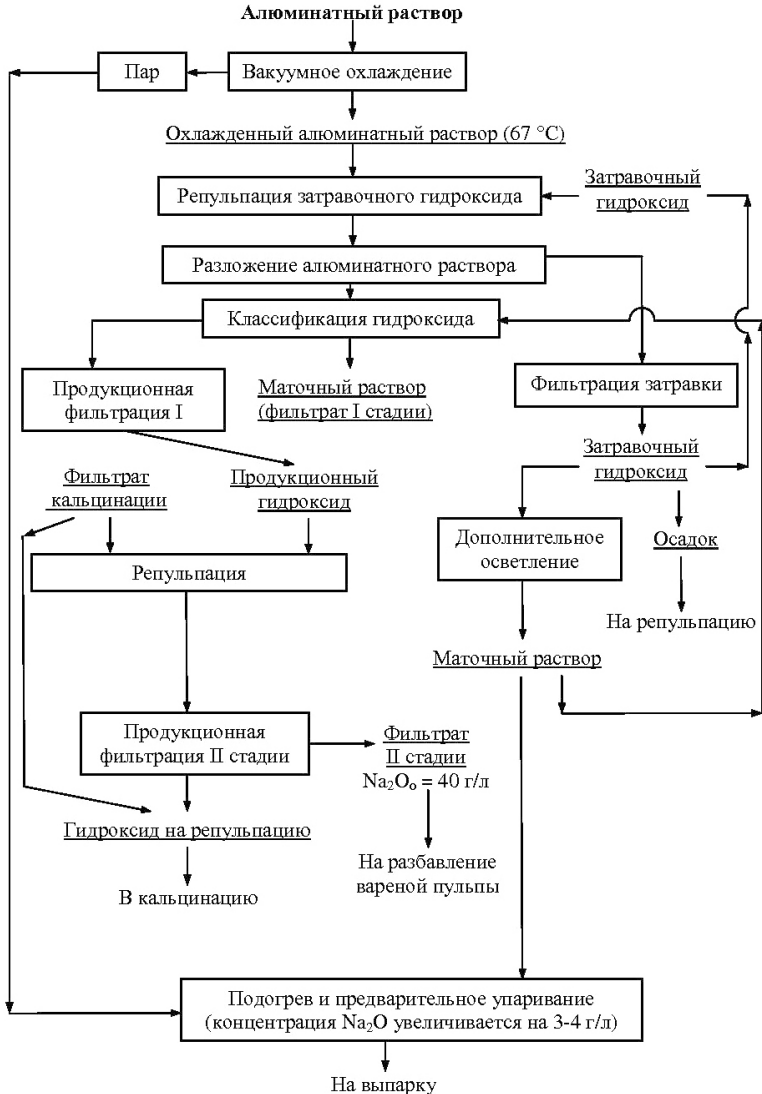 Алюминатный раствор
Пар
Вакуумное охлаждение
Охлажденный алюминатный раствор (67 °С)
Репульпация затравочного гидроксида
Затравочный
гидроксид
Разложение алюминатного раствора
Классификация гидроксида
Продукционная
фильтрация I
Маточный раствор
(фильтрат I стадии)
Фильтрация затравки
Затравочный
гидроксид
Фильтрат
кальцинации
Продукционный
гидроксид
Дополнительное
осветление
Осадок
Репульпация
На репульпацию
Маточный раствор
Продукционная
фильтрация II стадии
Фильтрат
II стадии
Na₂Oₒ = 40 г/л
Гидроксид на репульпацию
На разбавление
вареной пульпы
В кальцинацию
Подогрев и предварительное упаривание
(концентрация Na₂O увеличивается на 3-4 г/л)
На выпарку